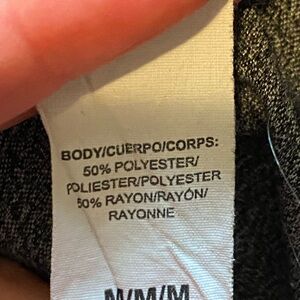 BODY/CUERPO/CORPS:
50% POLYESTER/
POLIESTER/POLYESTER
50% RAYON/RAYÓN/
RAYONNE
M/M/M